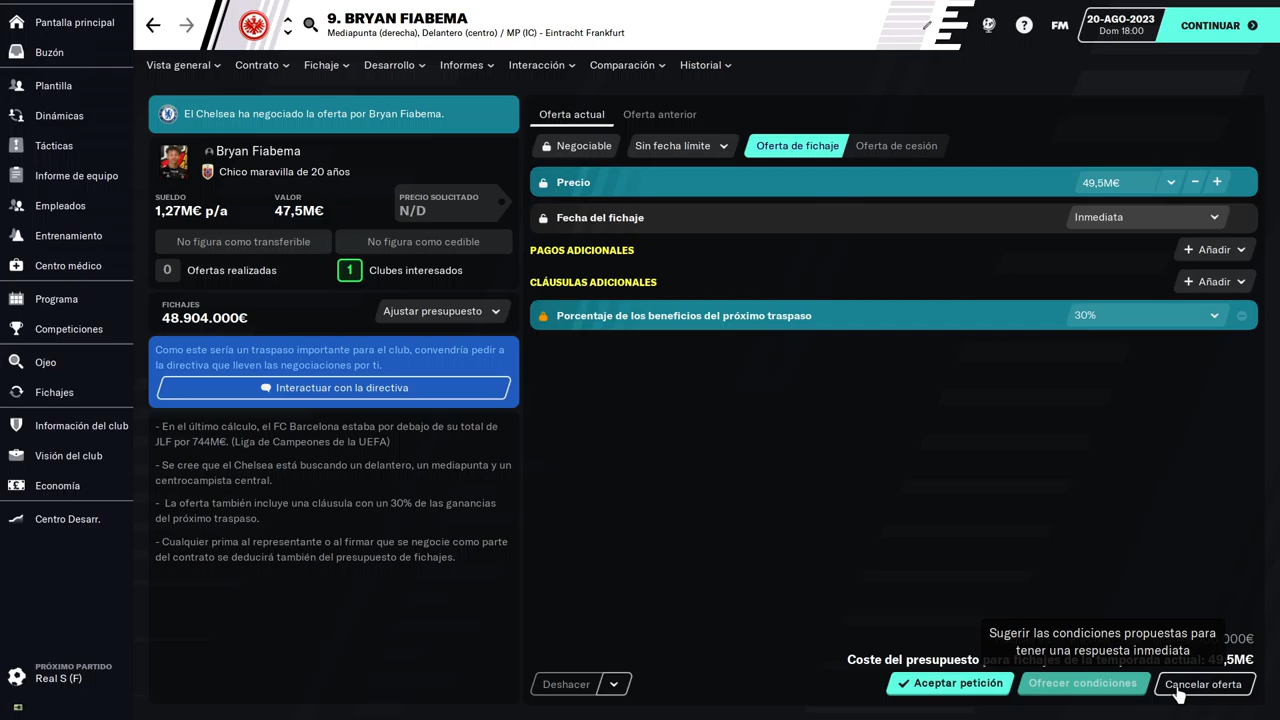 Pantalla principal
Buzón
Plantilla
Dinámicas
Tácticas
Informe de equipo
Empleados
Entrenamiento
Centro médico
Programa
Competiciones
Ojeo
Fichajes
Información del club
Visión del club
Economía
Centro Desarr.
PRÓXIMO PARTIDO
Real S (F)
9. BRYAN FIABEMA
Mediapunta (derecha), Delantero (centro) / MP (IC) - Eintracht Frankfurt
FM
20-AGO-2023
Dom 18:00
CONTINUAR
Vista general
Contrato
Fichaje
Desarrollo
Informes
Interacción
Comparación
Historial
El Chelsea ha negociado la oferta por Bryan Fiabema.
Bryan Fiabema
Chico maravilla de 20 años
SUELDO
1,27M€ p/a
VALOR
47,5M€
PRECIO SOLICITADO
N/D
No figura como transferible
No figura como cedible
0 Ofertas realizadas
1 Clubes interesados
FICHAJES
48.904.000€
Ajustar presupuesto
Como este sería un traspaso importante para el club, convendría pedir a
la directiva que lleven las negociaciones por ti.
Interactuar con la directiva
- En el último cálculo, el FC Barcelona estaba por debajo de su total de
JLF por 744M€. (Liga de Campeones de la UEFA)
- Se cree que el Chelsea está buscando un delantero, un mediapunta y un
centrocampista central.
- La oferta también incluye una cláusula con un 30% de las ganancias
del próximo traspaso.
- Cualquier prima al representante o al firmar que se negocie como parte
del contrato se deducirá también del presupuesto de fichajes.
Oferta actual
Oferta anterior
Negociable
Sin fecha límite
Oferta de fichaje
Oferta de cesión
Precio
49,5M€
Fecha del fichaje
Inmediata
PAGOS ADICIONALES
Añadir
CLÁUSULAS ADICIONALES
Añadir
Porcentaje de los beneficios del próximo traspaso
30%
Sugerir las condiciones propuestas para
tener una respuesta inmediata
000€
Coste del presupuesto para fichajes de la temporada actual: 49,5M€
Deshacer
Aceptar petición
Ofrecer condiciones
Cancelar oferta